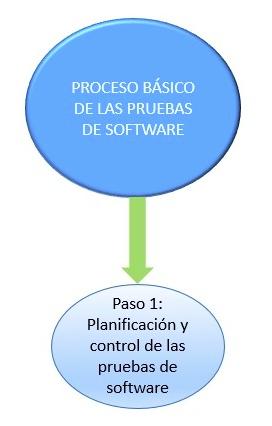 PROCESO BÁSICO
DE LAS PRUEBAS
DE SOFTWARE
Paso 1:
Planificación y
control de las
pruebas de
software